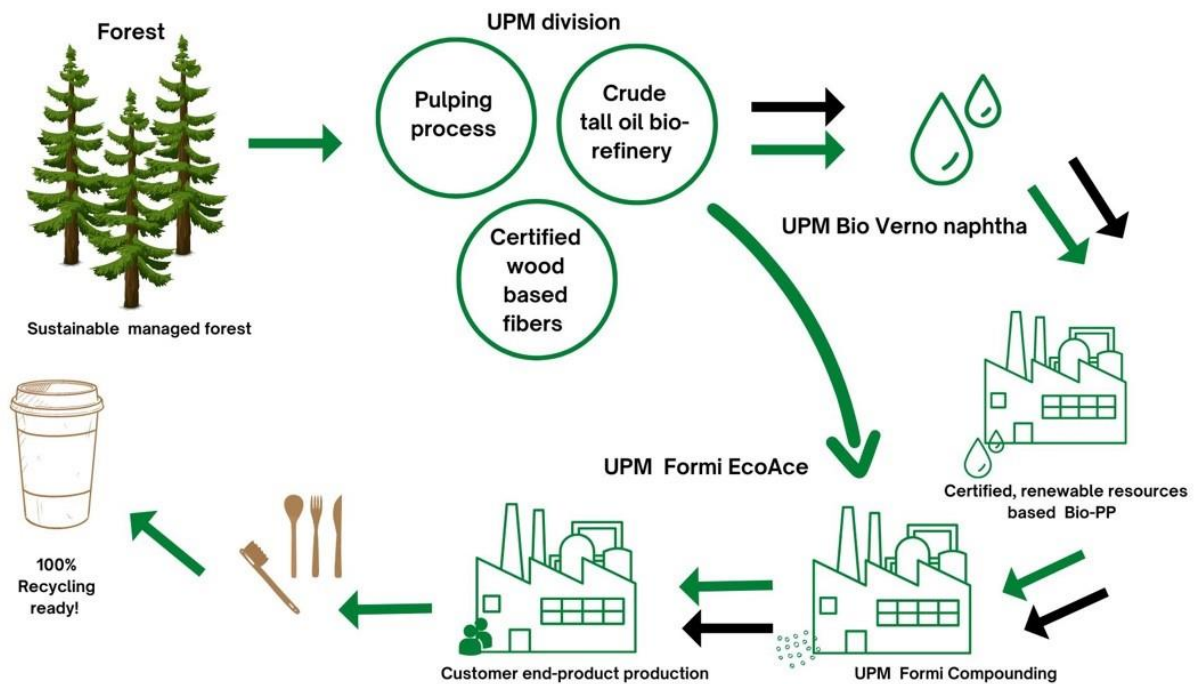 Forest
UPM division
Pulping
process
Crude
tall oil bio-
refinery
Certified
wood
based
fibers
UPM Bio Verno naphtha
Sustainable managed forest
UPM Formi EcoAce
Certified, renewable resources
based Bio-PP
100%
Recycling
ready!
Customer end-product production
UPM Formi Compounding